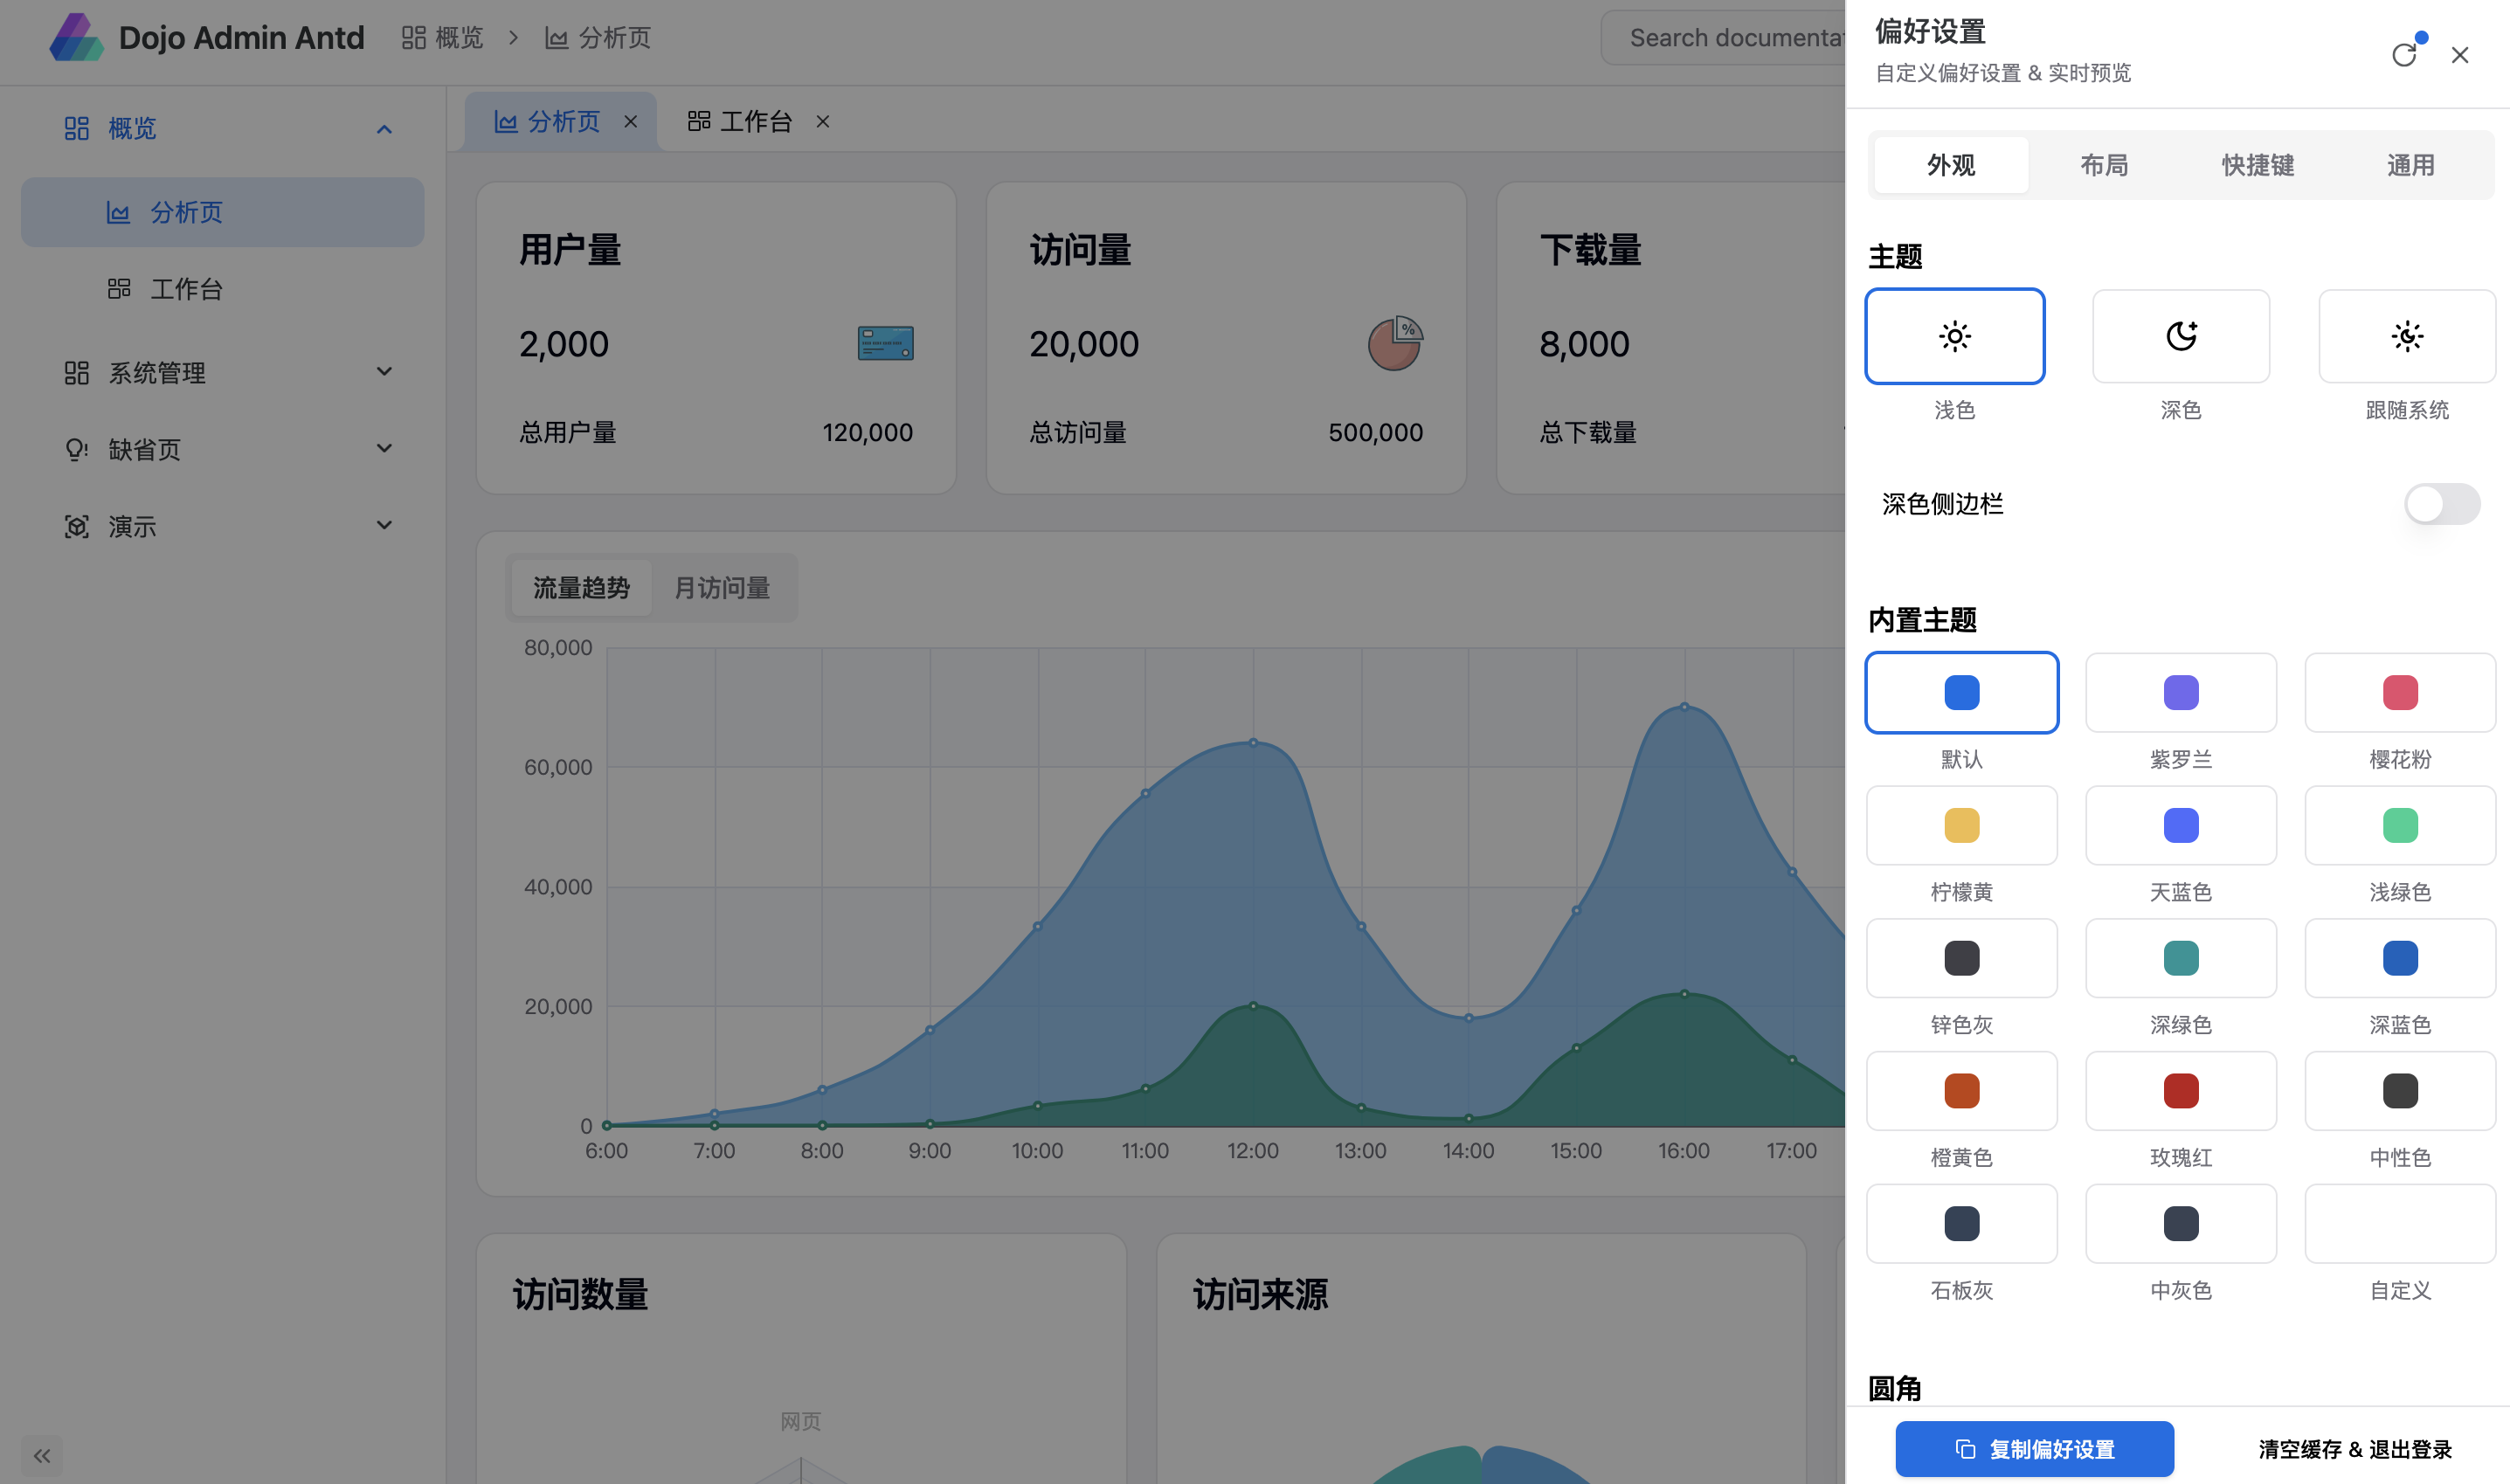 Dojo Admin Antd
概览
分析页
Search documentat
概览
分析页
工作台
系统管理
缺省页
演示
分析页
工作台
用户量
2,000
总用户量 120,000
访问量
20,000
%
总访问量 500,000
下载量
8,000
总下载量
流量趋势 月访问量
80,000
60,000
40,000
20,000
0
6:00 7:00 8:00 9:00 10:00 11:00 12:00 13:00 14:00 15:00 16:00 17:00
访问数量
网页
访问来源
偏好设置
自定义偏好设置 & 实时预览
外观 布局 快捷键 通用
主题
浅色 深色 跟随系统
深色侧边栏
内置主题
默认 紫罗兰 樱花粉
柠檬黄 天蓝色 浅绿色
锌色灰 深绿色 深蓝色
橙黄色 玫瑰红 中性色
石板灰 中灰色 自定义
圆角
复制偏好设置 清空缓存 & 退出登录